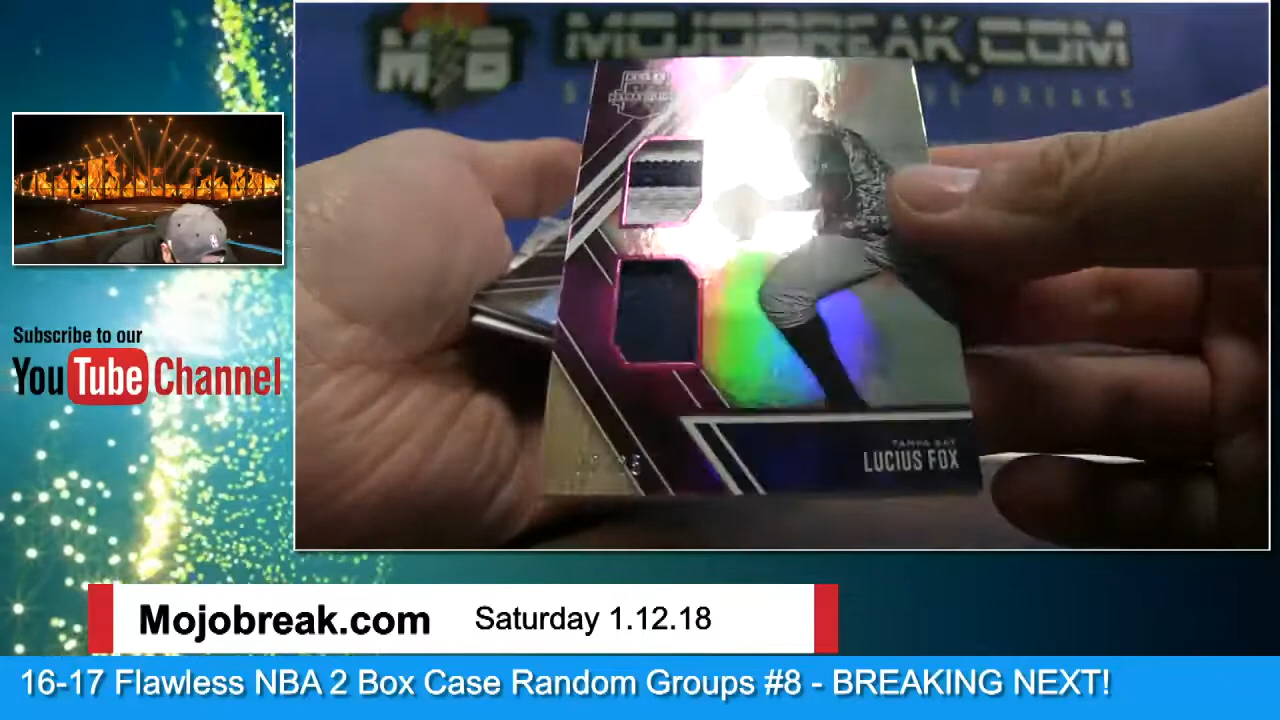 MOJOBREAK.COM
TAMPA BAY
LUCIUS FOX
Subscribe to our
YouTube Channel
Mojobreak.com Saturday 1.12.18
16-17 Flawless NBA 2 Box Case Random Groups #8 - BREAKING NEXT!